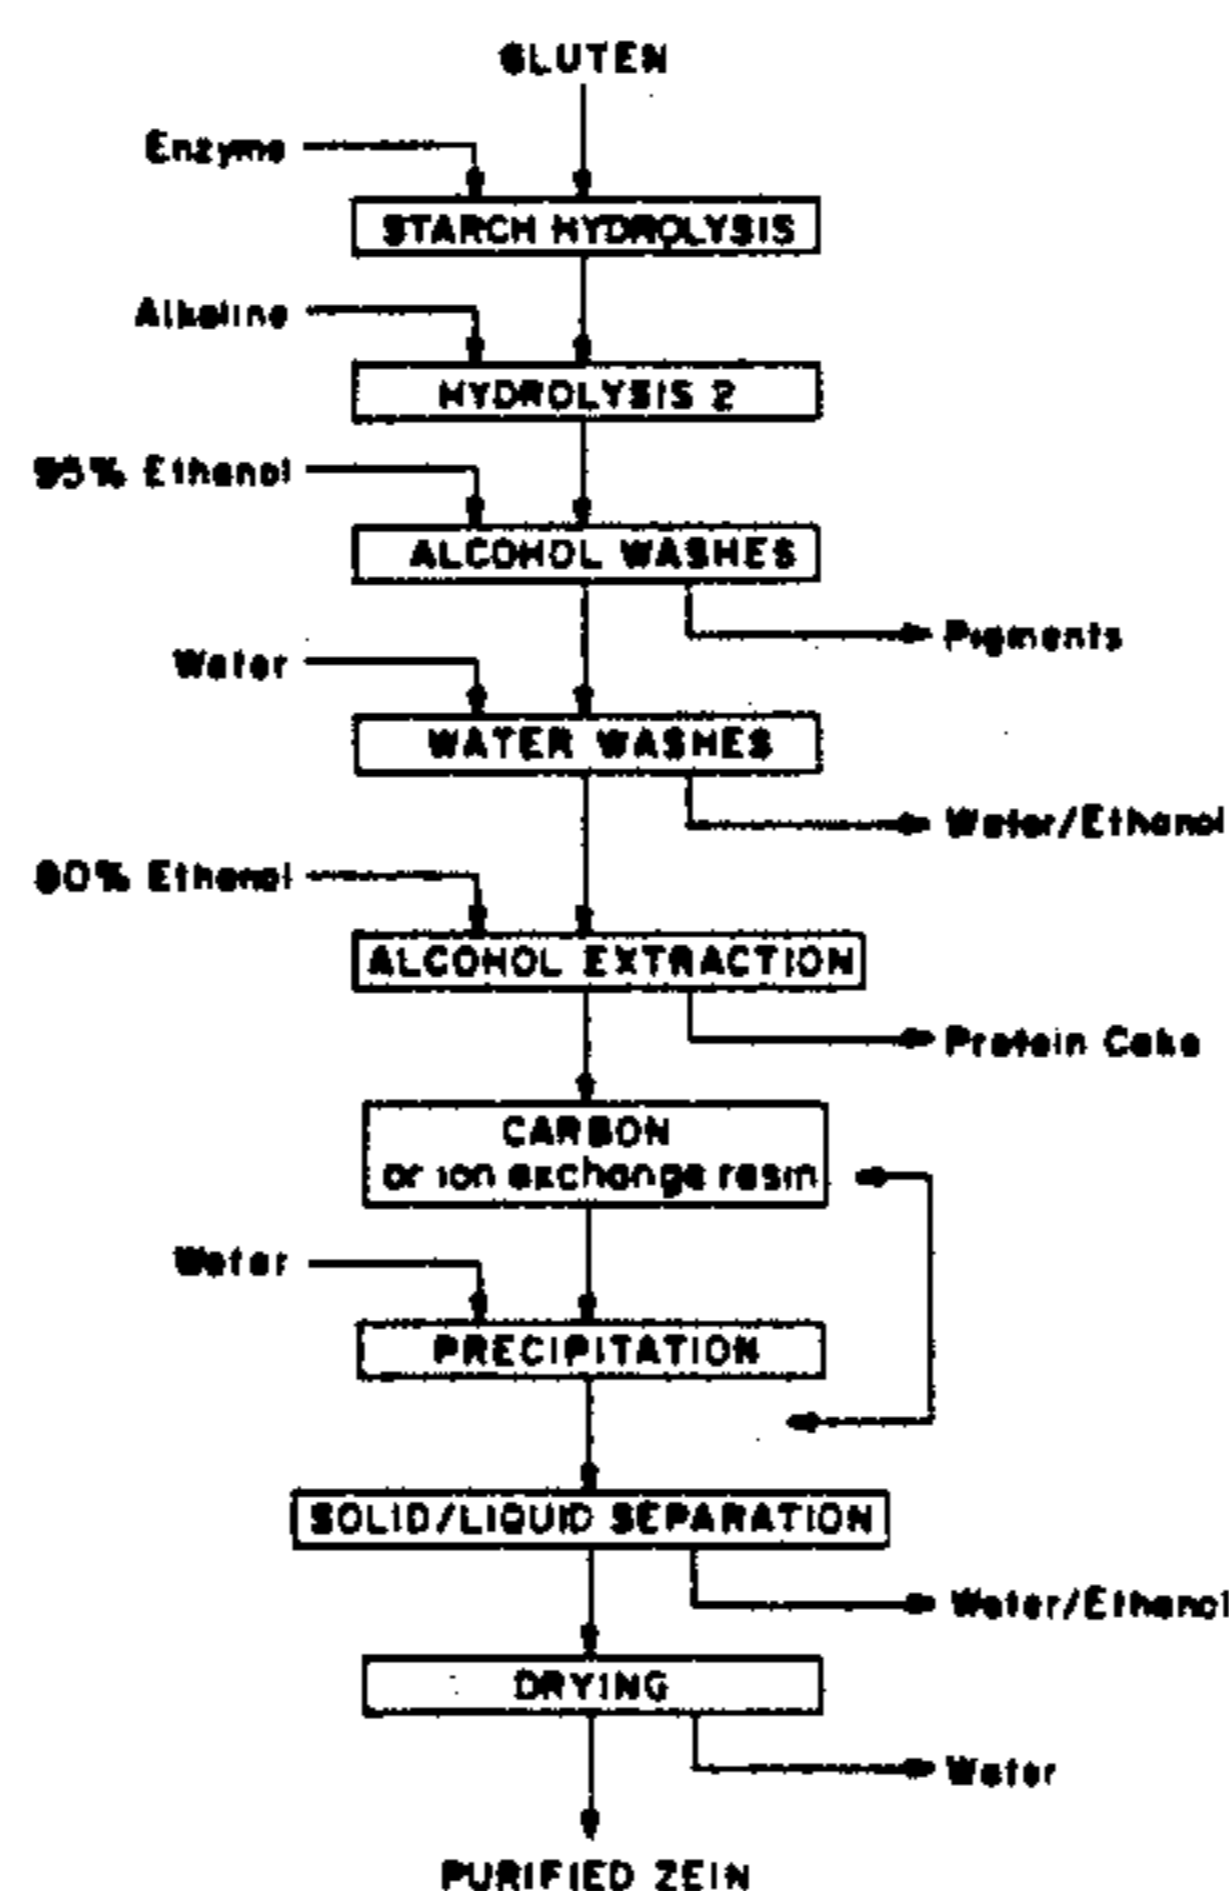 GLUTEN
Enzyme
STARCH HYDROLYSIS
Alkaline
HYDROLYSIS 2
95% Ethanol
ALCOHOL WASHES
Pigments
Water
WATER WASHES
Water/Ethanol
80% Ethanol
ALCOHOL EXTRACTION
Protein Cake
CARBON
or ion exchange resin
Water
PRECIPITATION
SOLID/LIQUID SEPARATION
Water/Ethanol
DRYING
Water
PURIFIED ZEIN